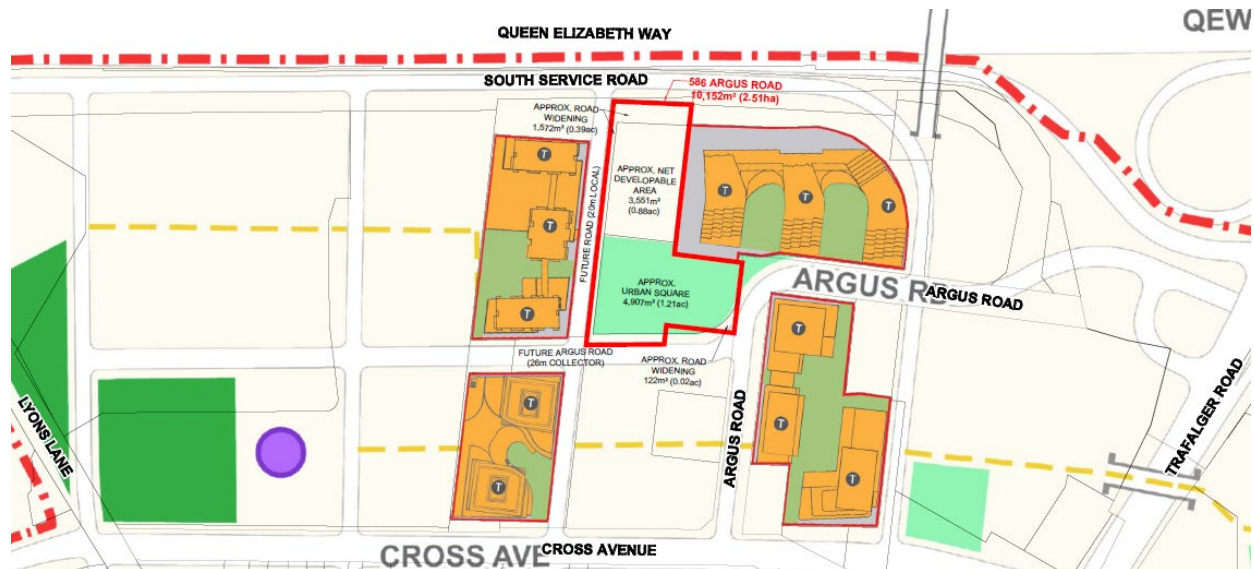 QUEEN ELIZABETH WAY
QEW
SOUTH SERVICE ROAD
586 ARGUS ROAD
10,152m² (2.51ha)
APPROX. ROAD
WIDENING
1,572m² (0.39ac)
T
APPROX. NET
DEVELOPABLE
AREA
3,551m²
(0.88ac)
T
T
T
T
FUTURE ROAD (20m LOCAL)
APPROX.
URBAN SQUARE
4,907m² (1.21ac)
ARGUS RD
ARGUS ROAD
T
T
FUTURE ARGUS ROAD
(26m COLLECTOR)
APPROX. ROAD
WIDENING
122m² (0.02ac)
LYONS LANE
T
T
ARGUS ROAD
T
T
TRAFALGER ROAD
CROSS AVE
CROSS AVENUE